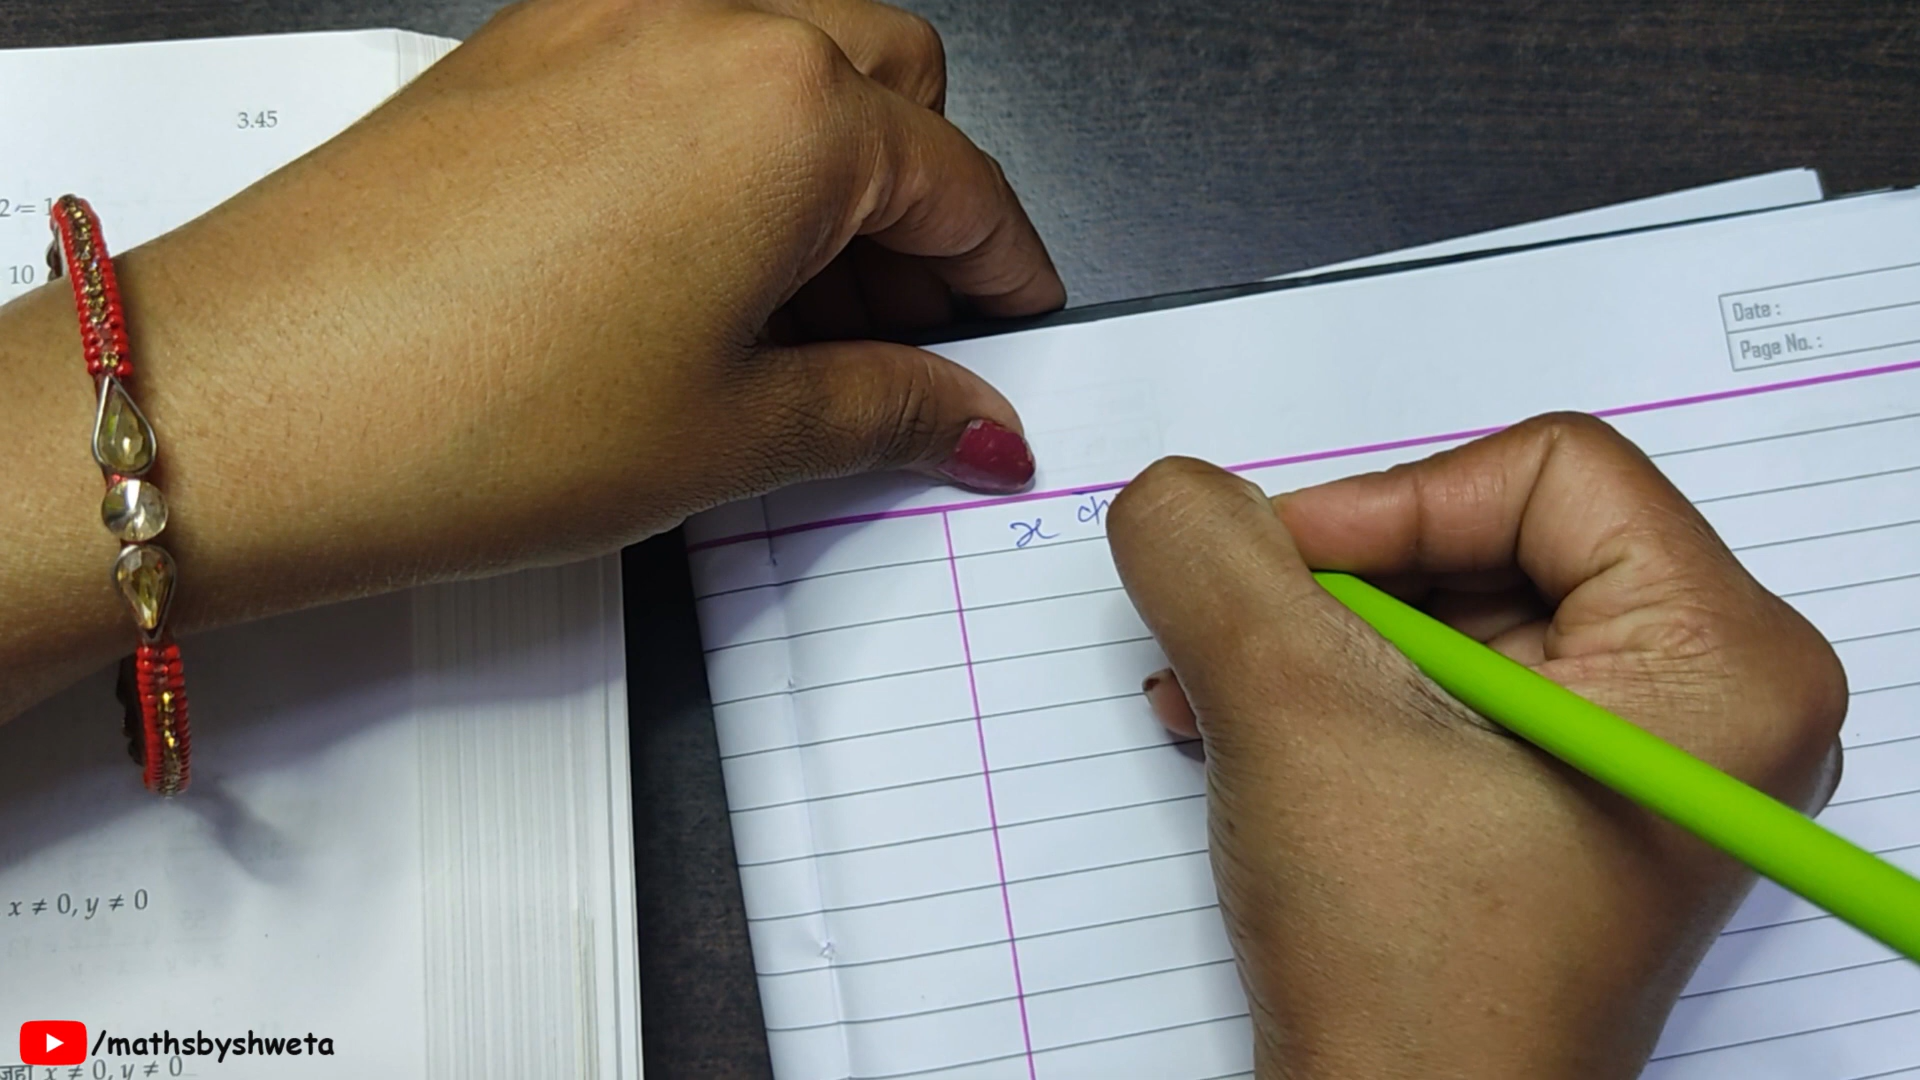 3.45
2 = 1
10
Date :
Page No. :
x
x ≠ 0, y ≠ 0
/mathsbyshweta
जहाँ x ≠ 0, y ≠ 0